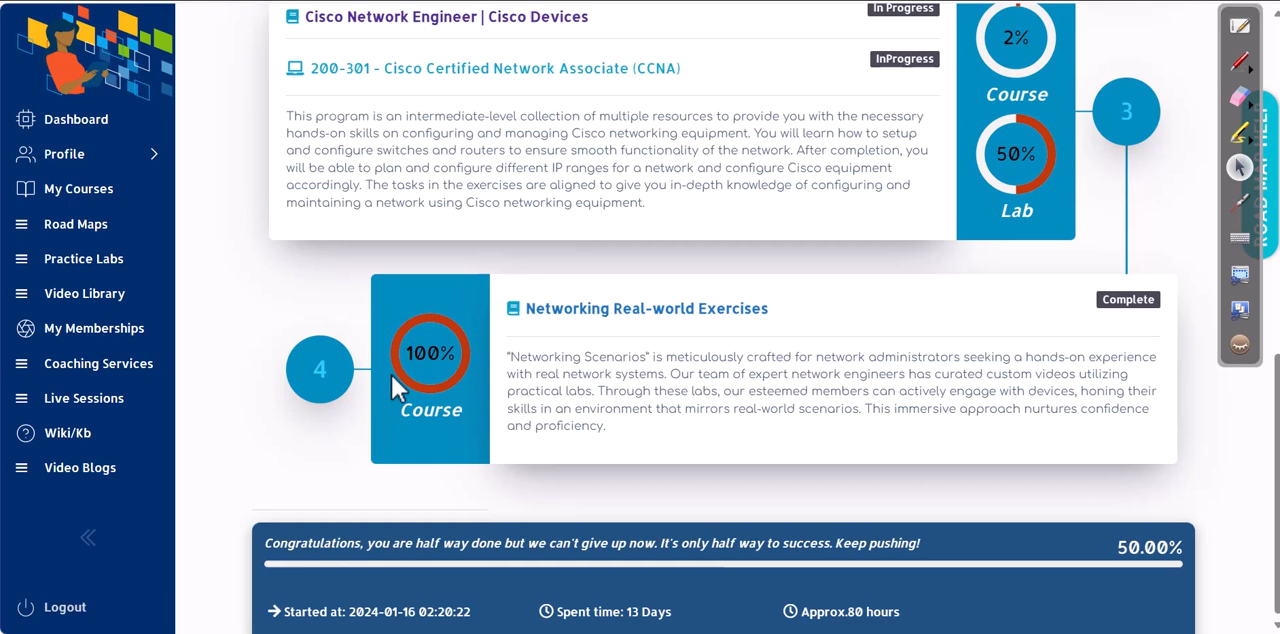 Dashboard
Profile
My Courses
Road Maps
Practice Labs
Video Library
My Memberships
Coaching Services
Live Sessions
Wiki/Kb
Video Blogs
Logout
Cisco Network Engineer | Cisco Devices
In Progress
200-301 - Cisco Certified Network Associate (CCNA)
InProgress
This program is an intermediate-level collection of multiple resources to provide you with the necessary
hands-on skills on configuring and managing Cisco networking equipment. You will learn how to setup
and configure switches and routers to ensure smooth functionality of the network. After completion, you
will be able to plan and configure different IP ranges for a network and configure Cisco equipment
accordingly. The tasks in the exercises are aligned to give you in-depth knowledge of configuring and
maintaining a network using Cisco networking equipment.
2%
Course
50%
Lab
3
4
100%
Course
Networking Real-world Exercises
Complete
"Networking Scenarios" is meticulously crafted for network administrators seeking a hands-on experience
with real network systems. Our team of expert network engineers has curated custom videos utilizing
practical labs. Through these labs, our esteemed members can actively engage with devices, honing their
skills in an environment that mirrors real-world scenarios. This immersive approach nurtures confidence
and proficiency.
Congratulations, you are half way done but we can't give up now. It's only half way to success. Keep pushing!
50.00%
Started at: 2024-01-16 02:20:22
Spent time: 13 Days
Approx.80 hours